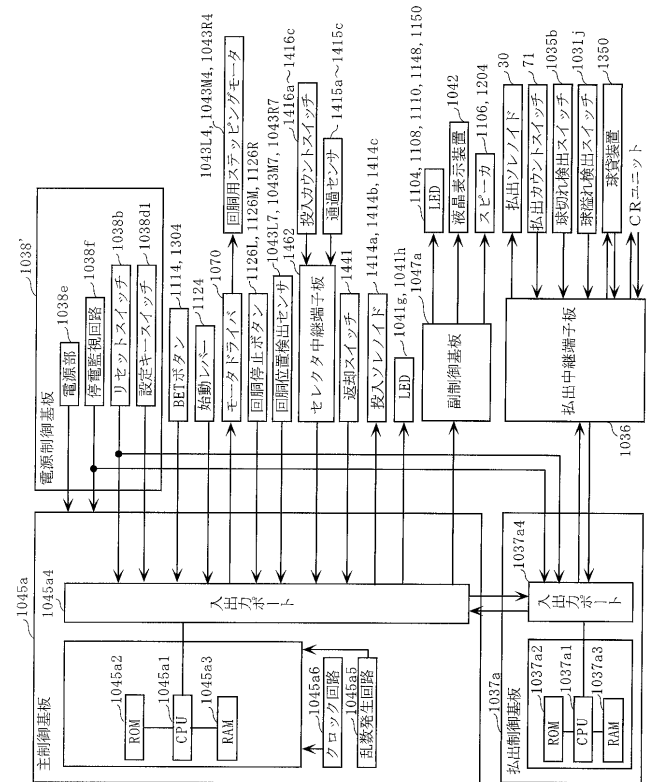 1038'
電源制御基板
電源部
1038e
停電監視回路
1038f
リセットスイッチ
1038b
設定キースイッチ
1038d1
1045a
主制御基板
1045a4
入出力ポート
ROM
1045a2
CPU
1045a1
RAM
1045a3
クロック回路
1045a6
乱数発生回路
1045a5
BETボタン
1114, 1304
始動レバー
1124
モータドライバ
1070
回胴用ステッピングモータ
1043L4, 1043M4, 1043R4
回胴停止ボタン
1126L, 1126M, 1126R
回胴位置検出センサ
1043L7, 1043M7, 1043R7
セレクタ中継端子板
1462
投入カウントスイッチ
1416a～1416c
通過センサ
1415a～1415c
返却スイッチ
1441
投入ソレノイド
1414a, 1414b, 1414c
LED
1041g, 1041h
副制御基板
1047a
LED
1104, 1108, 1110, 1148, 1150
液晶表示装置
1042
スピーカ
1106, 1204
払出制御基板
1037a
入出力ポート
1037a4
ROM
1037a2
CPU
1037a1
RAM
1037a3
払出中継端子板
1036
払出ソレノイド
30
払出カウントスイッチ
71
球切れ検出スイッチ
1035b
球溢れ検出スイッチ
1031j
球貸装置
1350
CRユニット